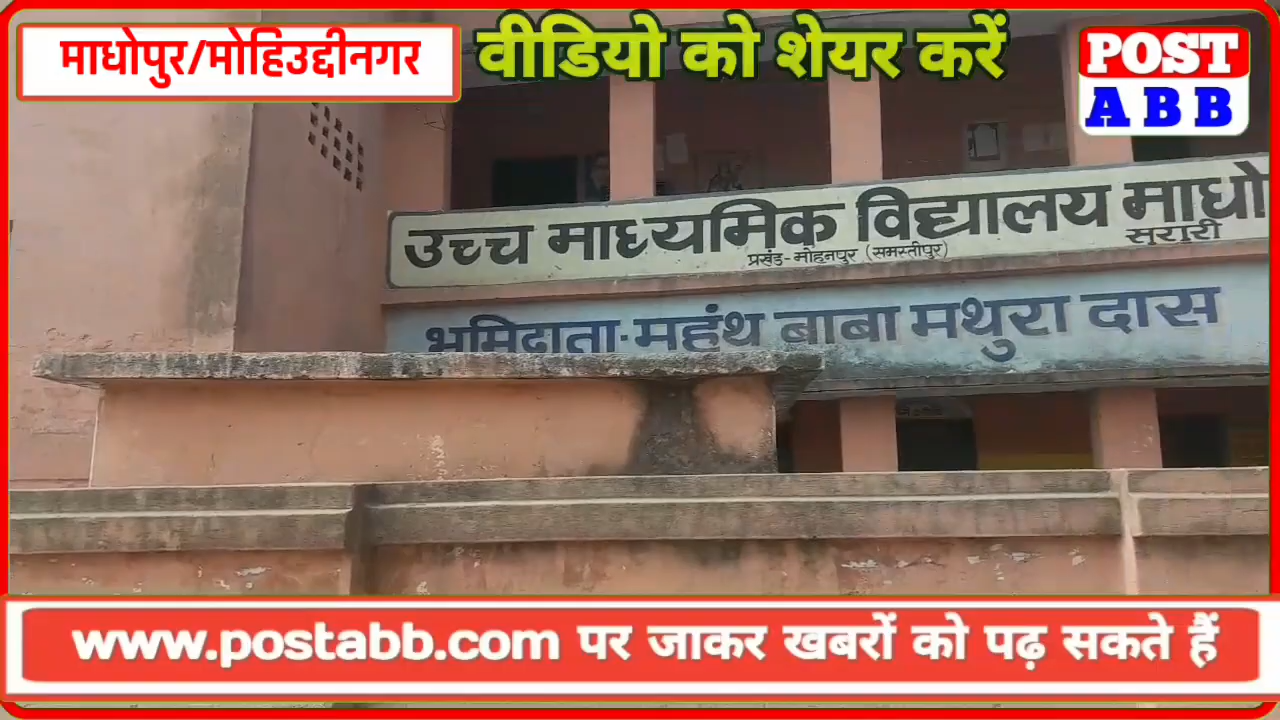 माधोपुर/मोहिउद्दीनगर
वीडियो को शेयर करें
POST
ABB
उच्च माध्यमिक विद्यालय माधो
सरारी
प्रखंड-मोहनपुर (समस्तीपुर)
भूमिदाता-महंथ बाबा मथुरा दास
www.postabb.com पर जाकर खबरों को पढ़ सकते हैं